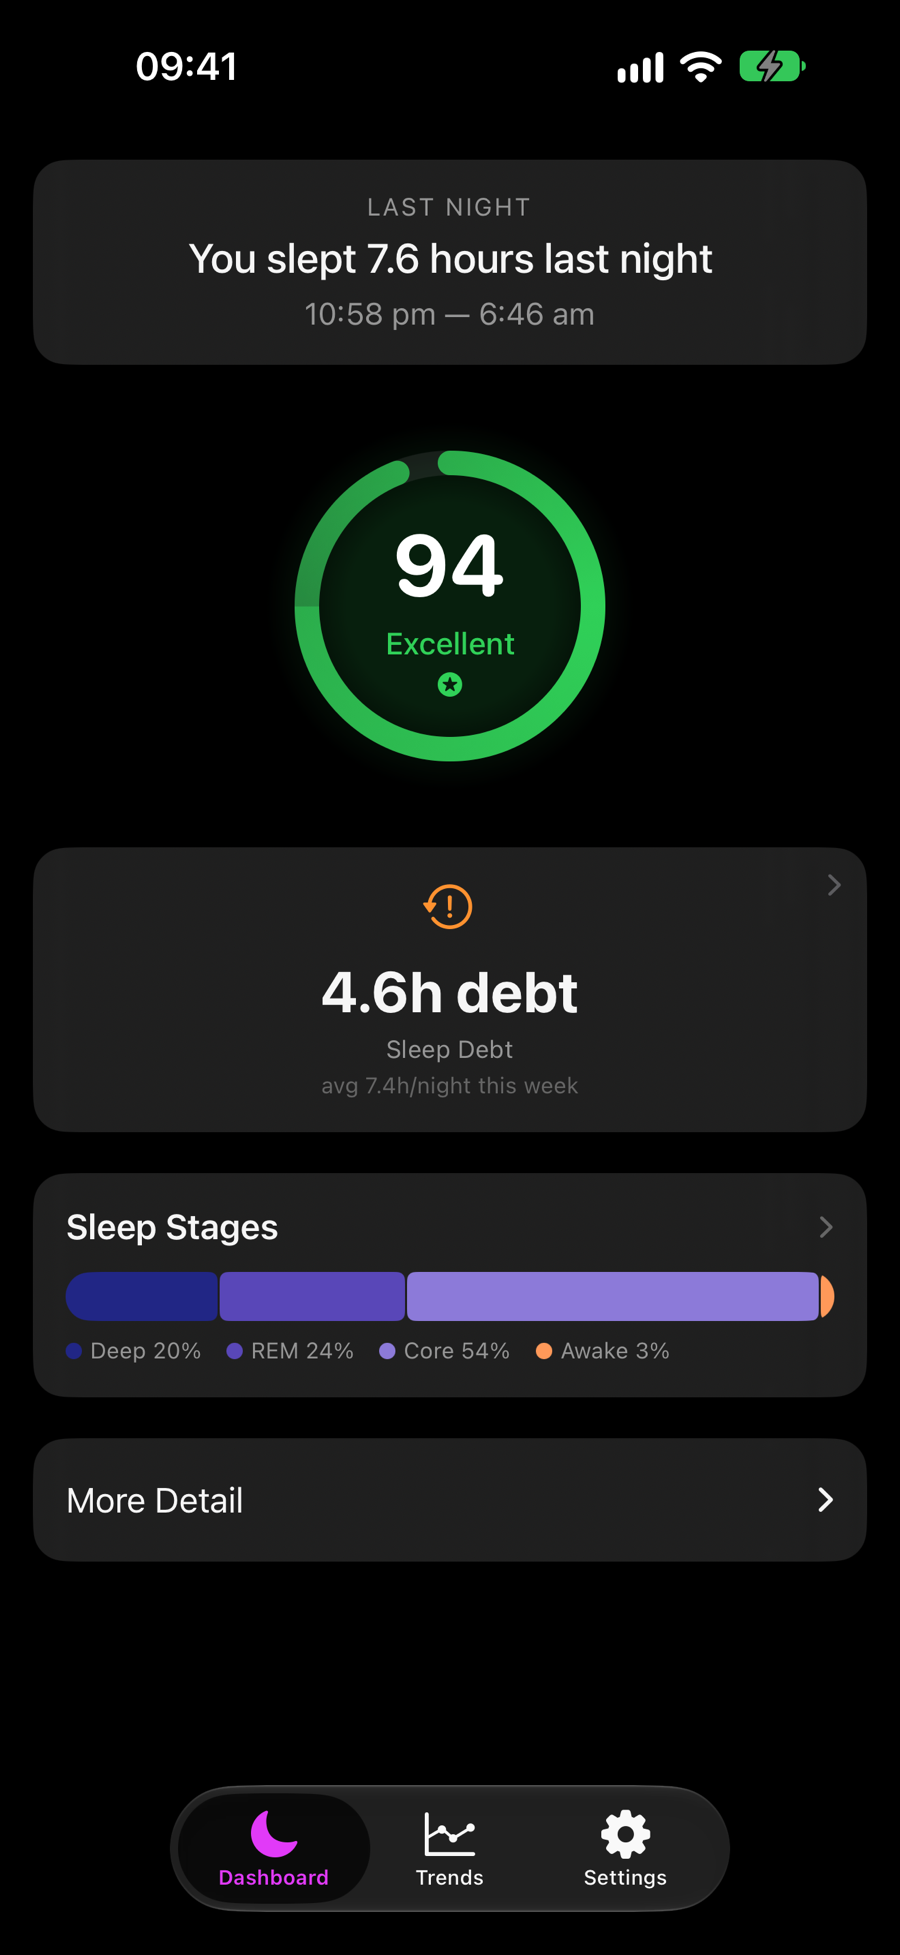 09:41
LAST NIGHT
You slept 7.6 hours last night
10:58 pm — 6:46 am
94
Excellent
4.6h debt
Sleep Debt
avg 7.4h/night this week
Sleep Stages
Deep 20% REM 24% Core 54% Awake 3%
More Detail
Dashboard Trends Settings